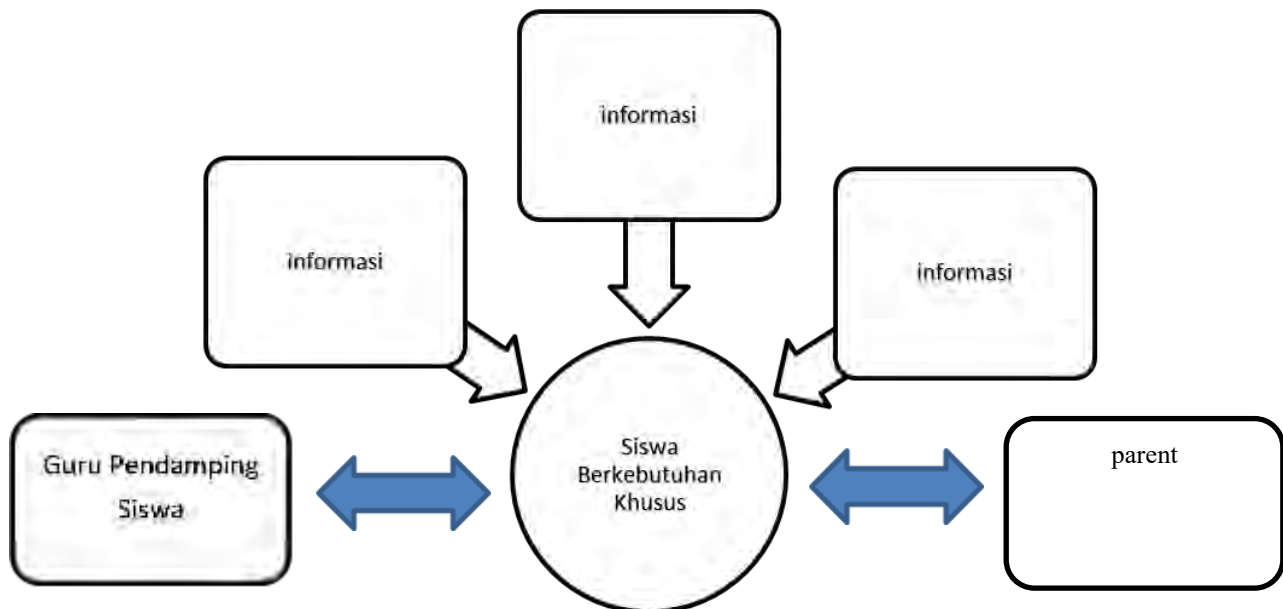 informasi
informasi
informasi
Guru Pendamping
Siswa
Siswa
Berkebutuhan
Khusus
parent